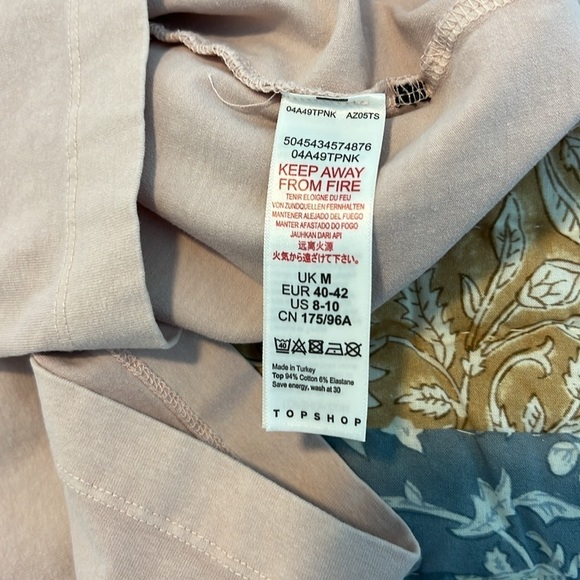 04A49TPNK AZ05TS
5045434574876
04A49TPNK
KEEP AWAY
FROM FIRE
TENIR ELOIGNE DU FEU
VON ZUNDQUELLEN FERNHALTEN
MANTENER ALEJADO DEL FUEGO
MANTER AFASTADO DO FOGO
JAUHKAN DARI API
远离火源
火気から遠ざけて下さい。
UK M
EUR 40-42
US 8-10
CN 175/96A
40
Made in Turkey
Top 94% Cotton 6% Elastane
Save energy, wash at 30
TOPSHOP